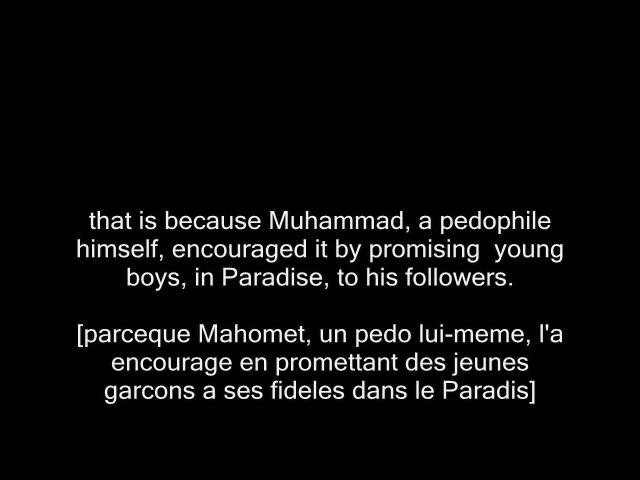 that is because Muhammad, a pedophile
himself, encouraged it by promising  young
boys, in Paradise, to his followers.
[parceque Mahomet, un pedo lui-meme, l'a
encourage en promettant des jeunes
garcons a ses fideles dans le Paradis]